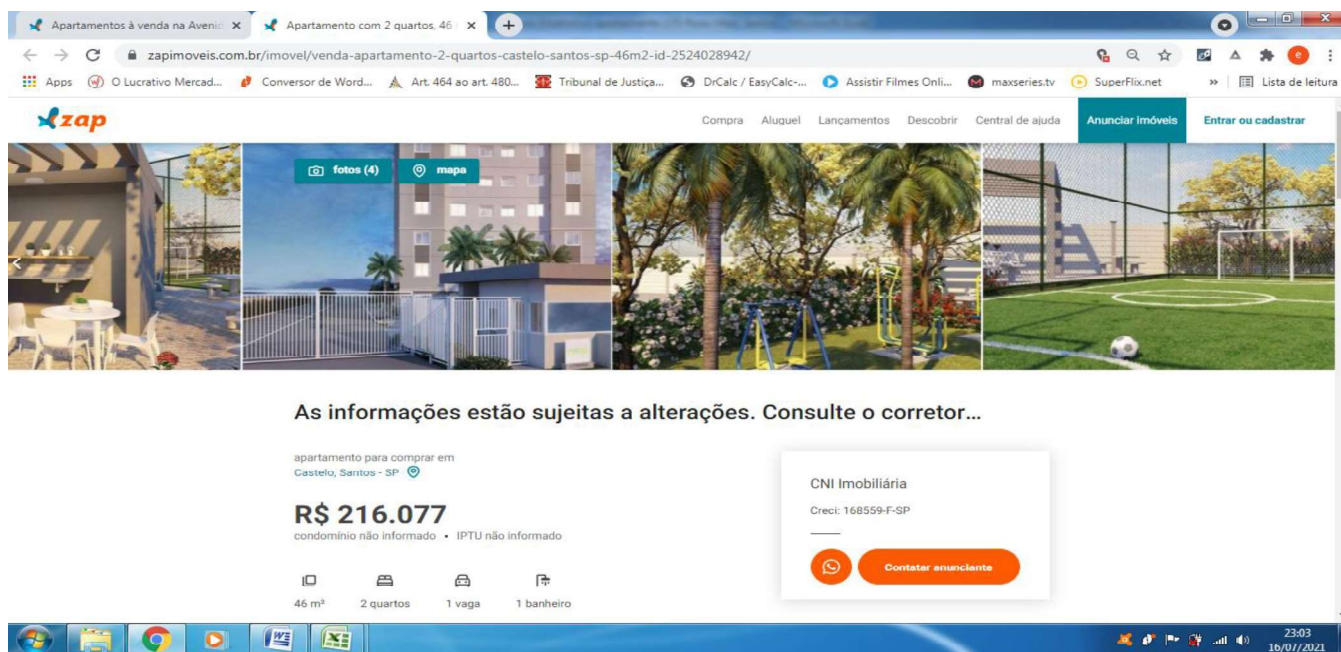 Apartamentos à venda na Avenid
Apartamento com 2 quartos, 46
zapimoveis.com.br/imovel/venda-apartamento-2-quartos-castelo-santos-sp-46m2-id-2524028942/
Apps O Lucrativo Mercad... Conversor de Word... Art. 464 ao art. 480... Tribunal de Justiça... DrCalc / EasyCalc-... Assistir Filmes Onli... maxseries.tv SuperFlix.net » Lista de leitura
zap
Compra Aluguel Lançamentos Descobrir Central de ajuda Anunciar imóveis Entrar ou cadastrar
fotos (4) mapa
As informações estão sujeitas a alterações. Consulte o corretor...
apartamento para comprar em
Castelo, Santos - SP
R$ 216.077
condomínio não informado • IPTU não informado
46 m² 2 quartos 1 vaga 1 banheiro
CNI Imobiliária
Creci: 168559-F-SP
Contatar anunciante
23:03
16/07/2021